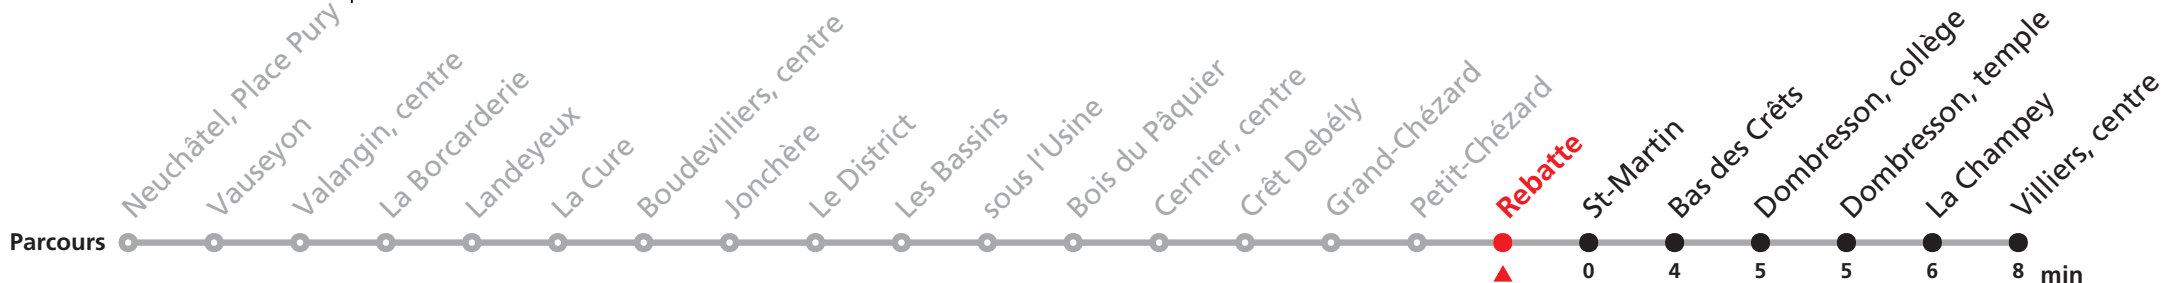 Neuchâtel, Place Pury
Vauseyon
Valangin, centre
La Borcarderie
Landeyeux
La Cure
Boudevilliers, centre
Jonchère
Le District
Les Bassins
sous l'Usine
Bois du Pâquier
Cernier, centre
Crêt Debély
Grand-Chézard
Petit-Chézard
Rebatte
St-Martin
Bas des Crêts
Dombresson, collège
Dombresson, temple
La Champey
Villiers, centre
Parcours
0 4 5 5 6 8 min